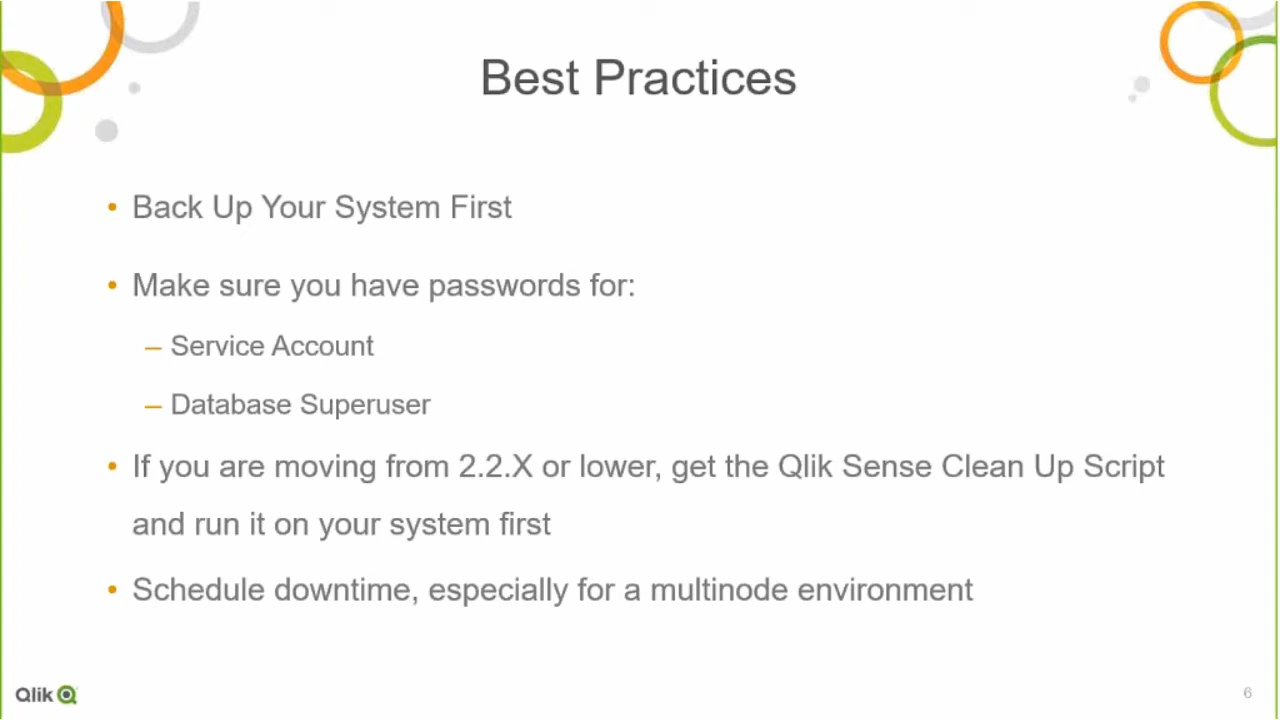 Best Practices
• Back Up Your System First
• Make sure you have passwords for:
– Service Account
– Database Superuser
• If you are moving from 2.2.X or lower, get the Qlik Sense Clean Up Script
and run it on your system first
• Schedule downtime, especially for a multinode environment
Qlik
6